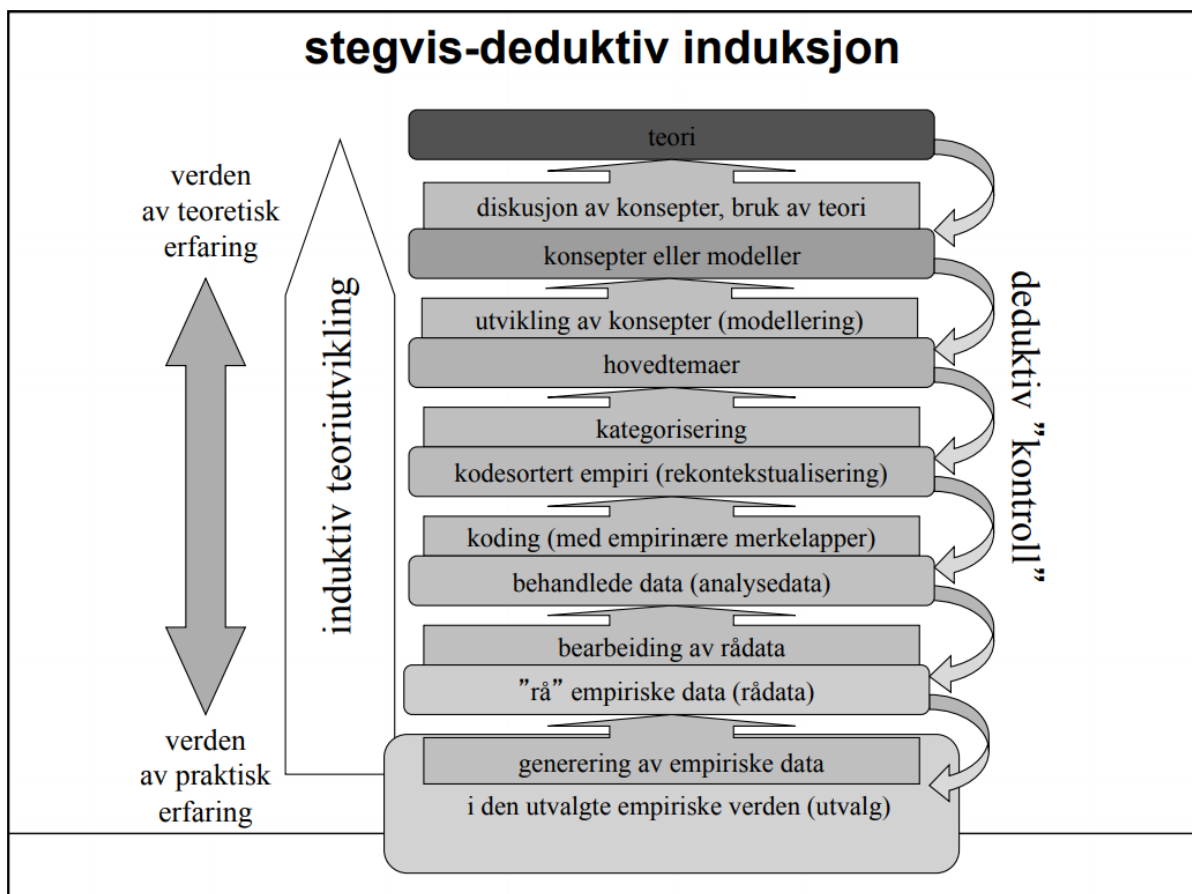 stegvis-deduktiv induksjon
verden
av teoretisk
erfaring
verden
av praktisk
erfaring
induktiv teoriutvikling
teori
diskusjon av konsepter, bruk av teori
konsepter eller modeller
utvikling av konsepter (modellering)
hovedtemaer
kategorisering
kodesortert empiri (rekontekstualisering)
koding (med empirinære merkelapper)
behandlede data (analysedata)
bearbeiding av rådata
”rå” empiriske data (rådata)
generering av empiriske data
i den utvalgte empiriske verden (utvalg)
deduktiv ”kontroll”